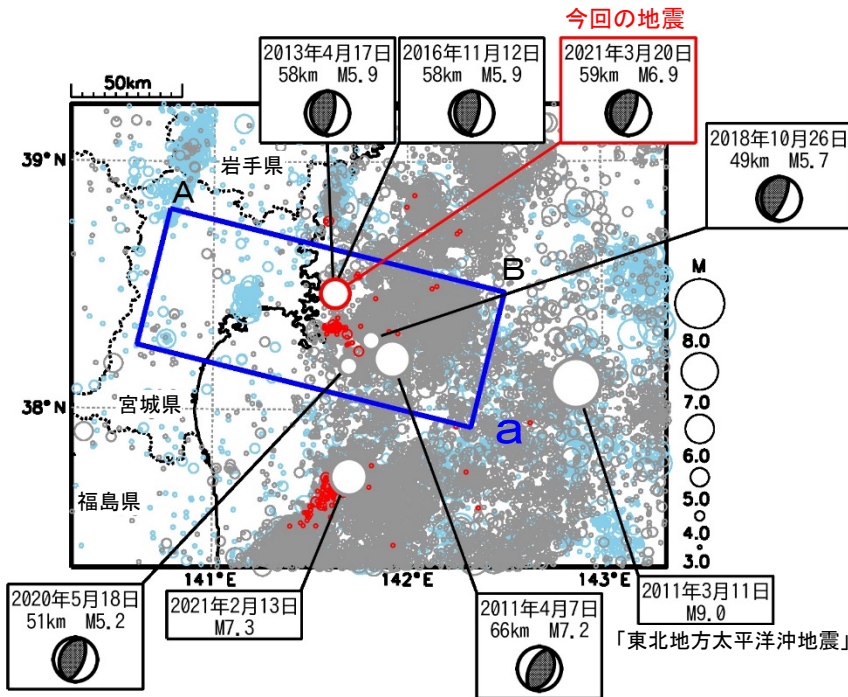 今回の地震
2013年4月17日
58km M5.9
2016年11月12日
58km M5.9
2021年3月20日
59km M6.9
2018年10月26日
49km M5.7
50km
39°N
38°N
岩手県
宮城県
福島県
A
B
a
M
8.0
7.0
6.0
5.0
4.0
3.0
141°E
142°E
143°E
2020年5月18日
51km M5.2
2021年2月13日
M7.3
2011年4月7日
66km M7.2
2011年3月11日
M9.0
「東北地方太平洋沖地震」